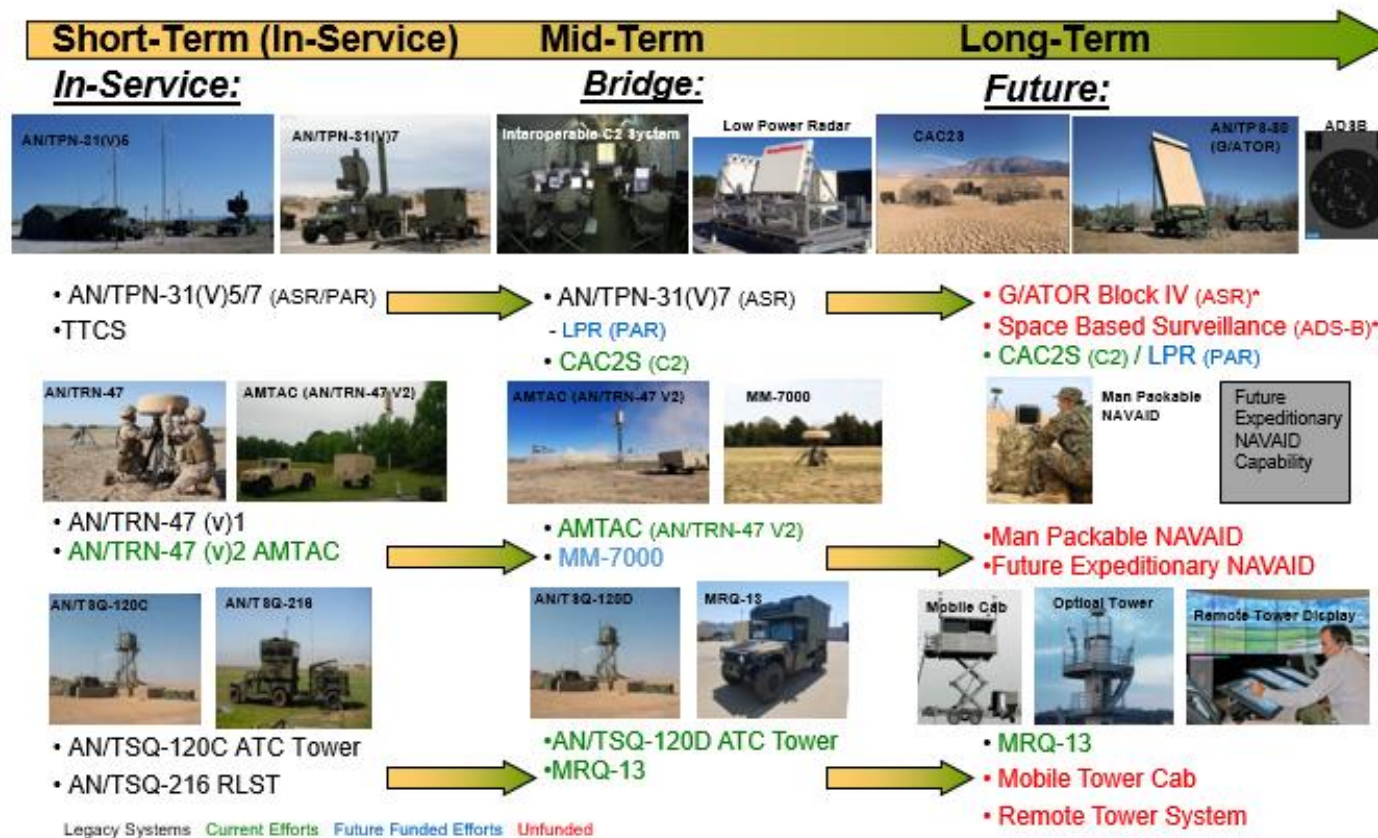 Short-Term (In-Service) Mid-Term Long-Term
In-Service: Bridge: Future:
AN/TPN-31(V)5
AN/TPN-31(V)7
Interoperable C2 System
Low Power Radar
CAC2S
AN/TPS-80
(G/ATOR)
ADSB
• AN/TPN-31(V)5/7 (ASR/PAR)
•TTCS
• AN/TPN-31(V)7 (ASR)
- LPR (PAR)
• CAC2S (C2)
• G/ATOR Block IV (ASR)*
• Space Based Surveillance (ADS-B)*
• CAC2S (C2) / LPR (PAR)
AN/TRN-47
AMTAC (AN/TRN-47 V2)
AMTAC (AN/TRN-47 V2)
MM-7000
Man Packable
NAVAID
Future
Expeditionary
NAVAID
Capability
• AN/TRN-47 (v)1
• AN/TRN-47 (v)2 AMTAC
• AMTAC (AN/TRN-47 V2)
• MM-7000
•Man Packable NAVAID
•Future Expeditionary NAVAID
AN/TSQ-120C
AN/TSQ-216
AN/TSQ-120D
MRQ-13
Mobile Cab
Optical Tower
Remote Tower Display
• AN/TSQ-120C ATC Tower
• AN/TSQ-216 RLST
•AN/TSQ-120D ATC Tower
•MRQ-13
• MRQ-13
• Mobile Tower Cab
• Remote Tower System
Legacy Systems Current Efforts Future Funded Efforts Unfunded